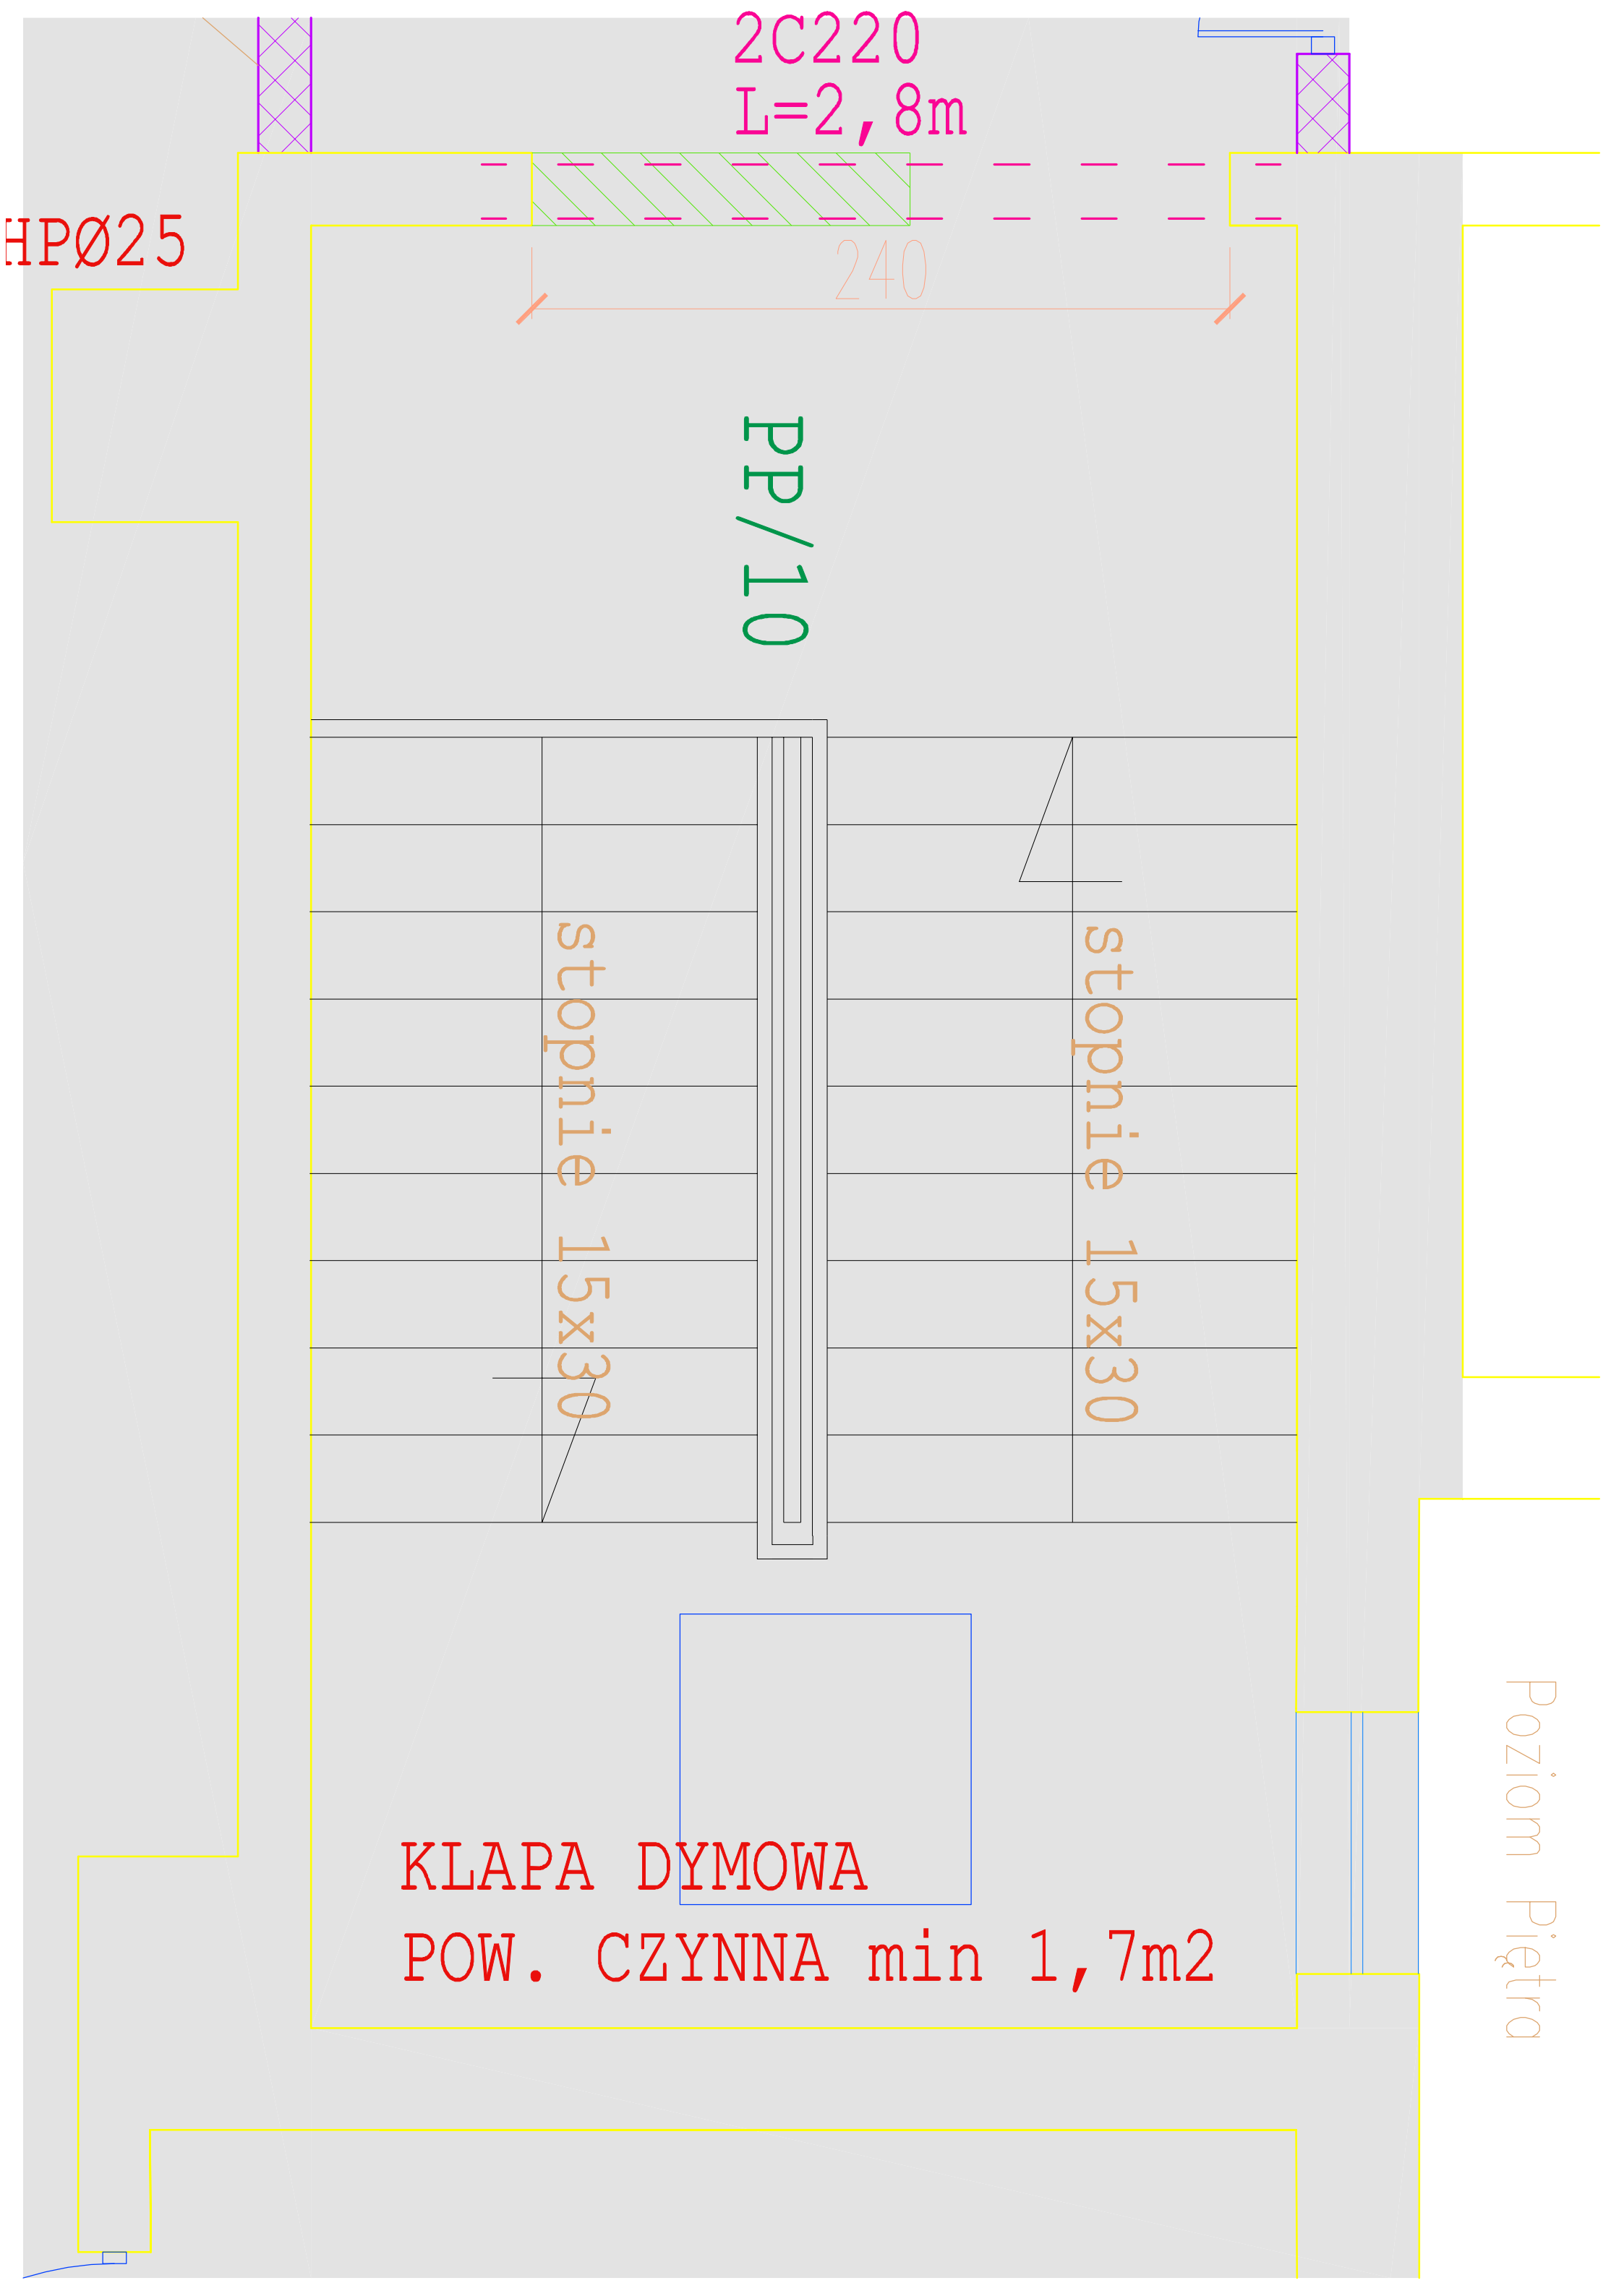 2C220
L=2,8m
HPØ25
240
PP/10
stopnie 15x30
stopnie 15x30
KLAPA DYMOWA
POW. CZYNNA min 1,7m2
Poziom Piętra